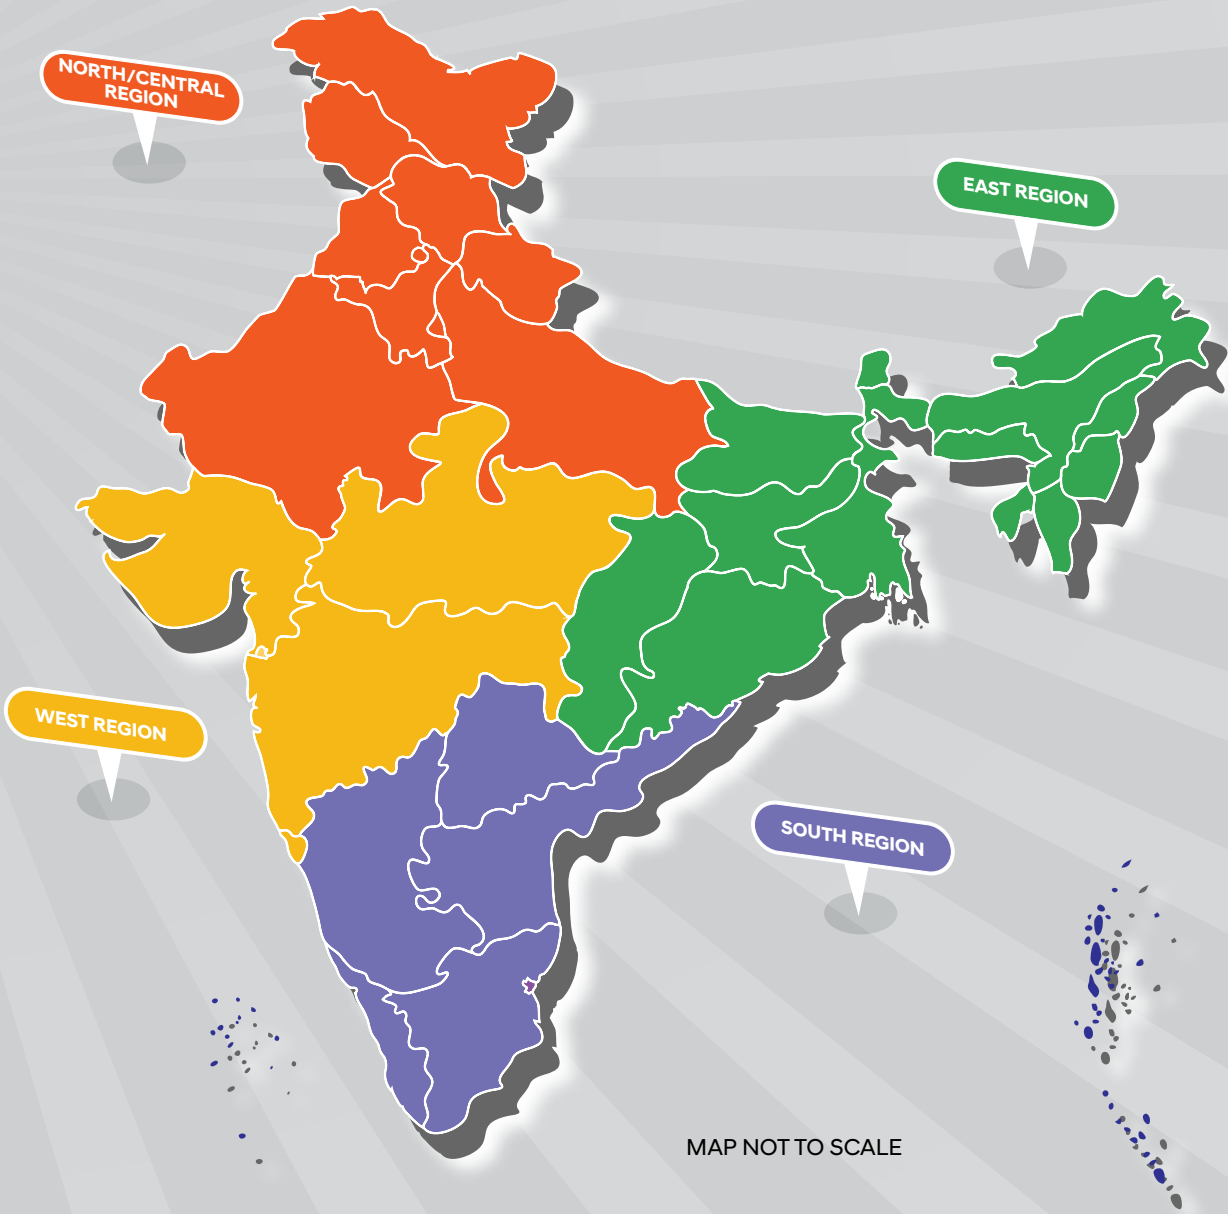 NORTH/CENTRAL
REGION
EAST REGION
WEST REGION
SOUTH REGION
MAP NOT TO SCALE